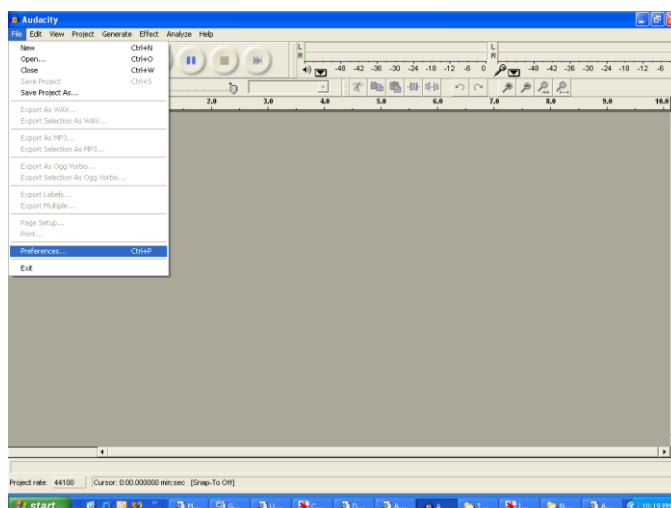 Audacity
File Edit View Project Generate Effect Analyze Help
New Ctrl+N
Open... Ctrl+O
Close Ctrl+W
Save Project Ctrl+S
Save Project As...
Export As WAV...
Export Selection As WAV...
Export As MP3...
Export Selection As MP3...
Export As Ogg Vorbis...
Export Selection As Ogg Vorbis...
Export Labels...
Export Multiple...
Page Setup...
Print...
Preferences... Ctrl+P
Exit
L
R
-48 -42 -36 -30 -24 -18 -12 -6 0
L
R
-48 -42 -36 -30 -24 -18 -12 -6
2.0 3.0 4.0 5.0 6.0 7.0 8.0 9.0 10.0
Project rate: 44100 Cursor: 0:00.000000 min:sec [Snap-To Off]
start
10:19 PM